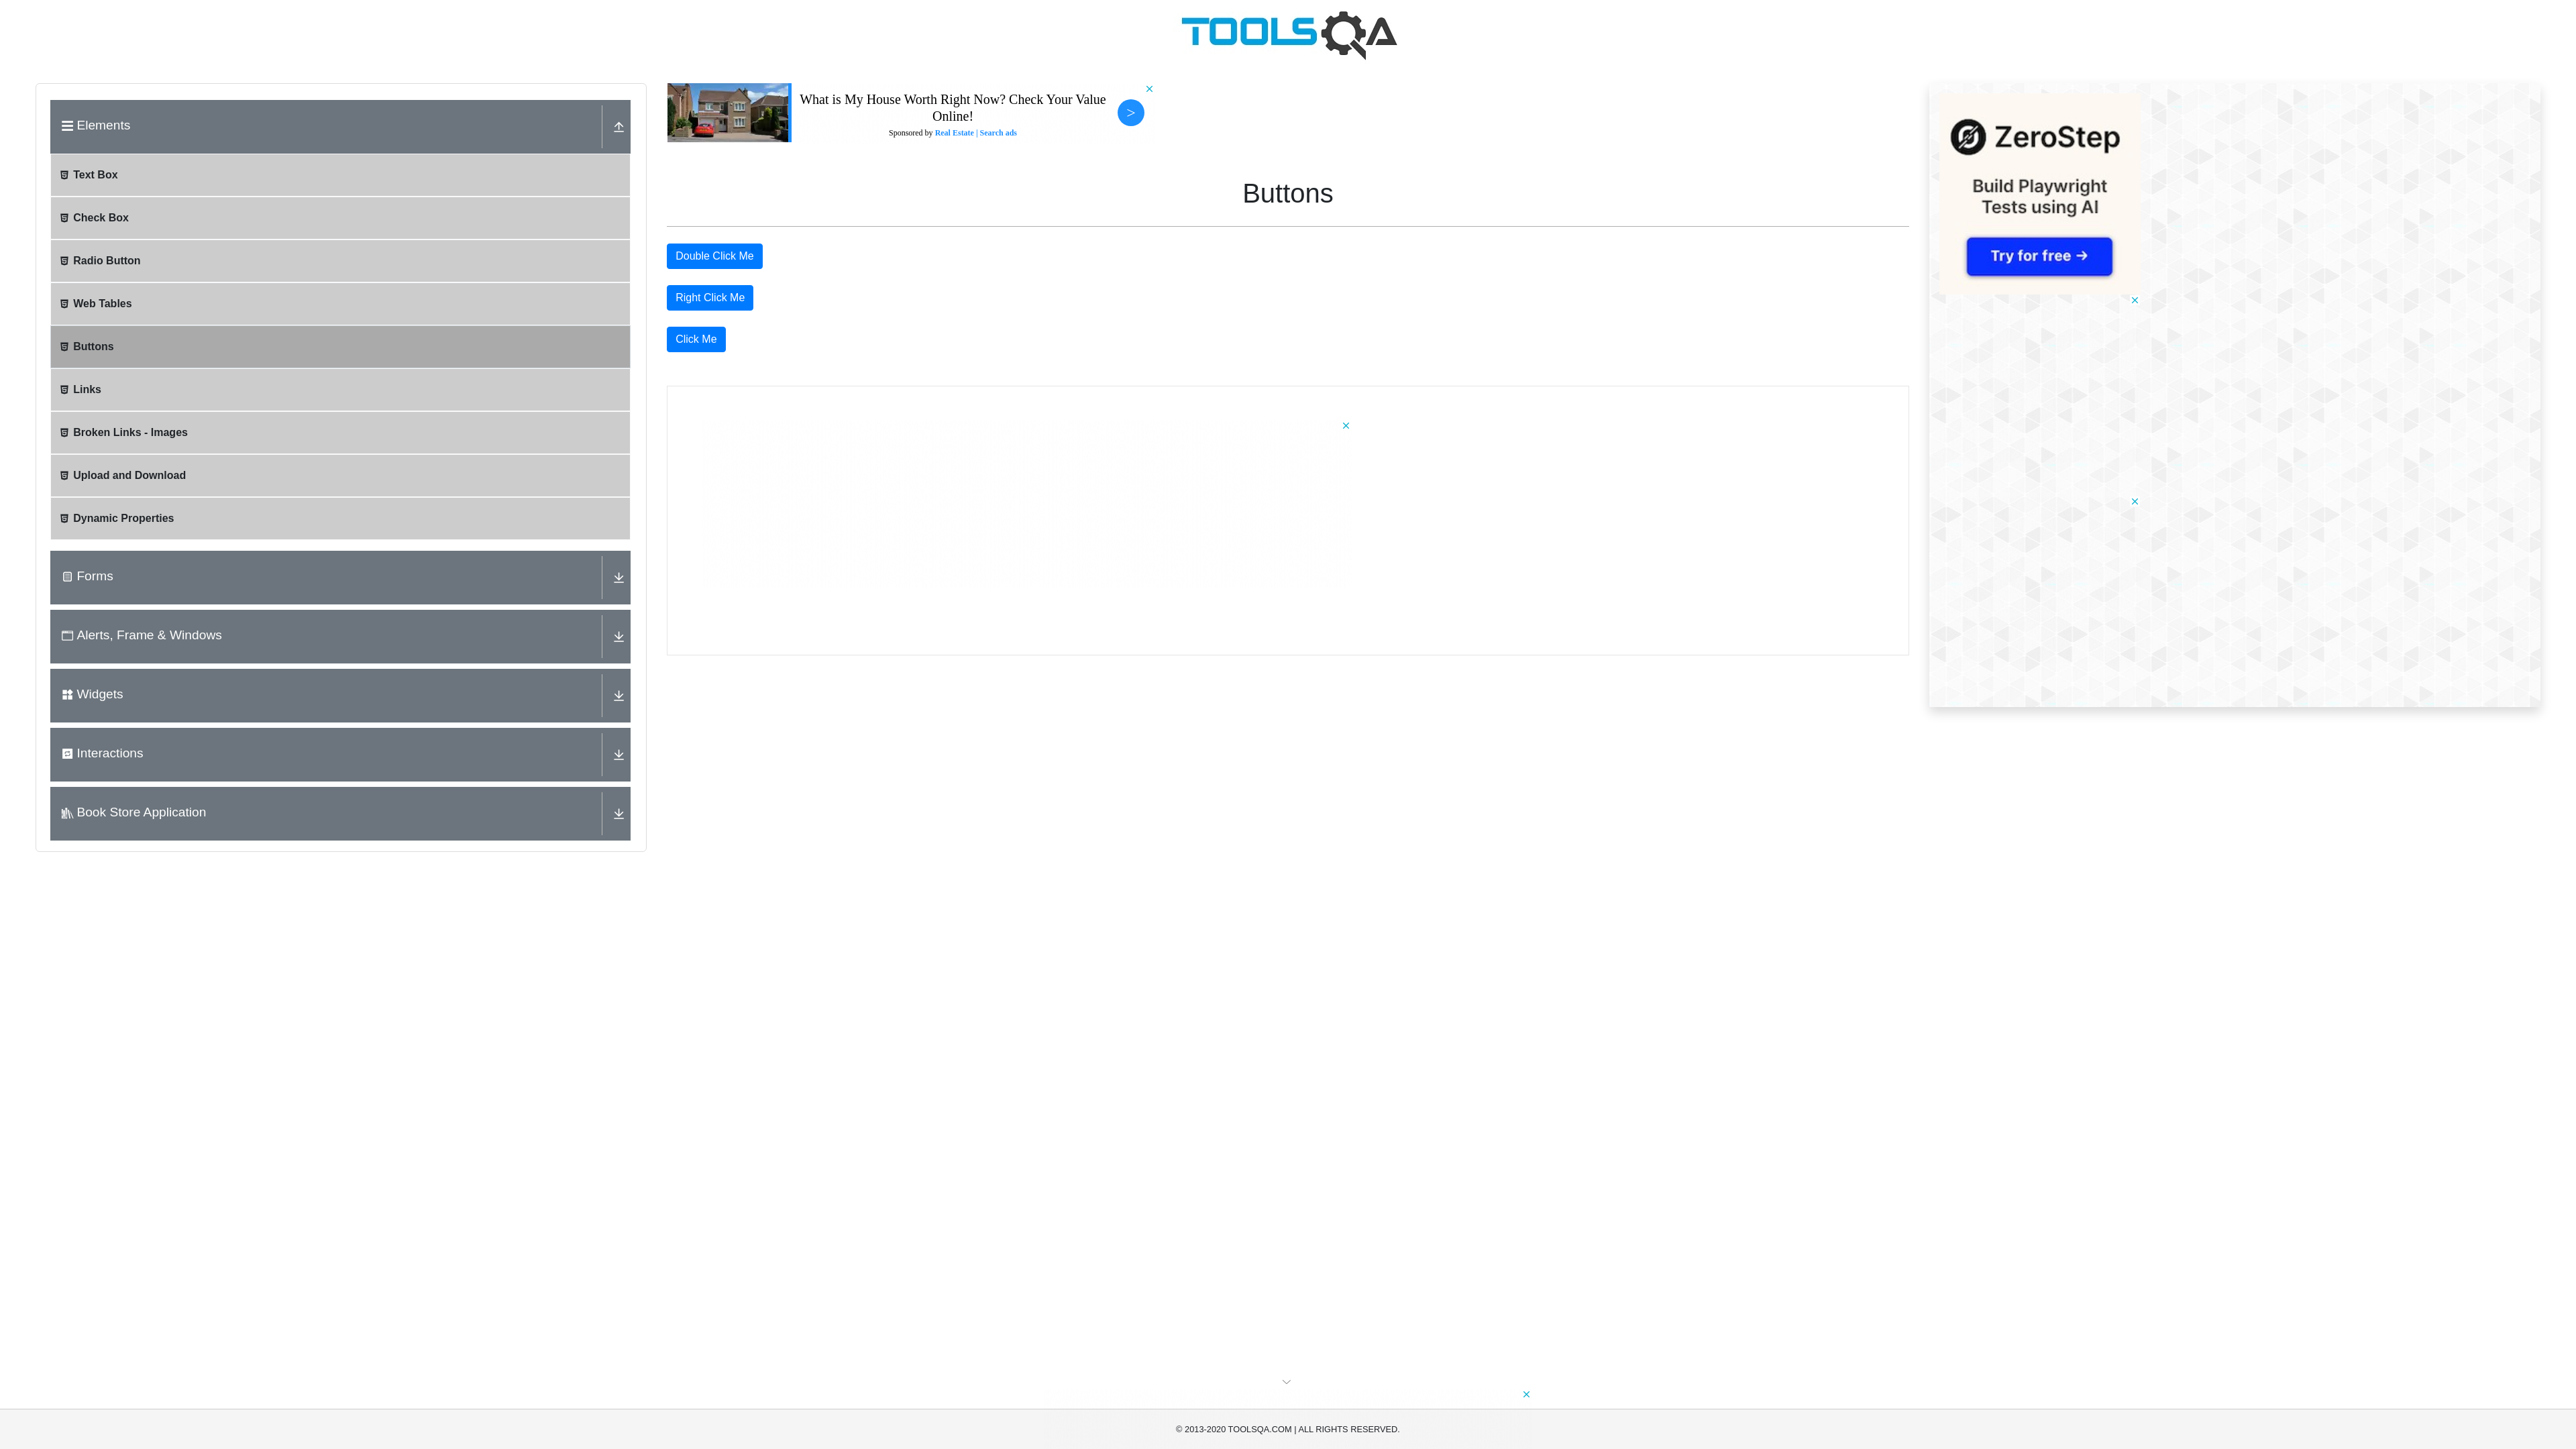 TOOLSQA
Elements
Text Box
Check Box
Radio Button
Web Tables
Buttons
Links
Broken Links - Images
Upload and Download
Dynamic Properties
Forms
Alerts, Frame & Windows
Widgets
Interactions
Book Store Application
What is My House Worth Right Now? Check Your Value
Online!
Sponsored by Real Estate | Search ads
>
Buttons
Double Click Me
Right Click Me
Click Me
ZeroStep
Build Playwright
Tests using AI
Try for free →
© 2013-2020 TOOLSQA.COM | ALL RIGHTS RESERVED.